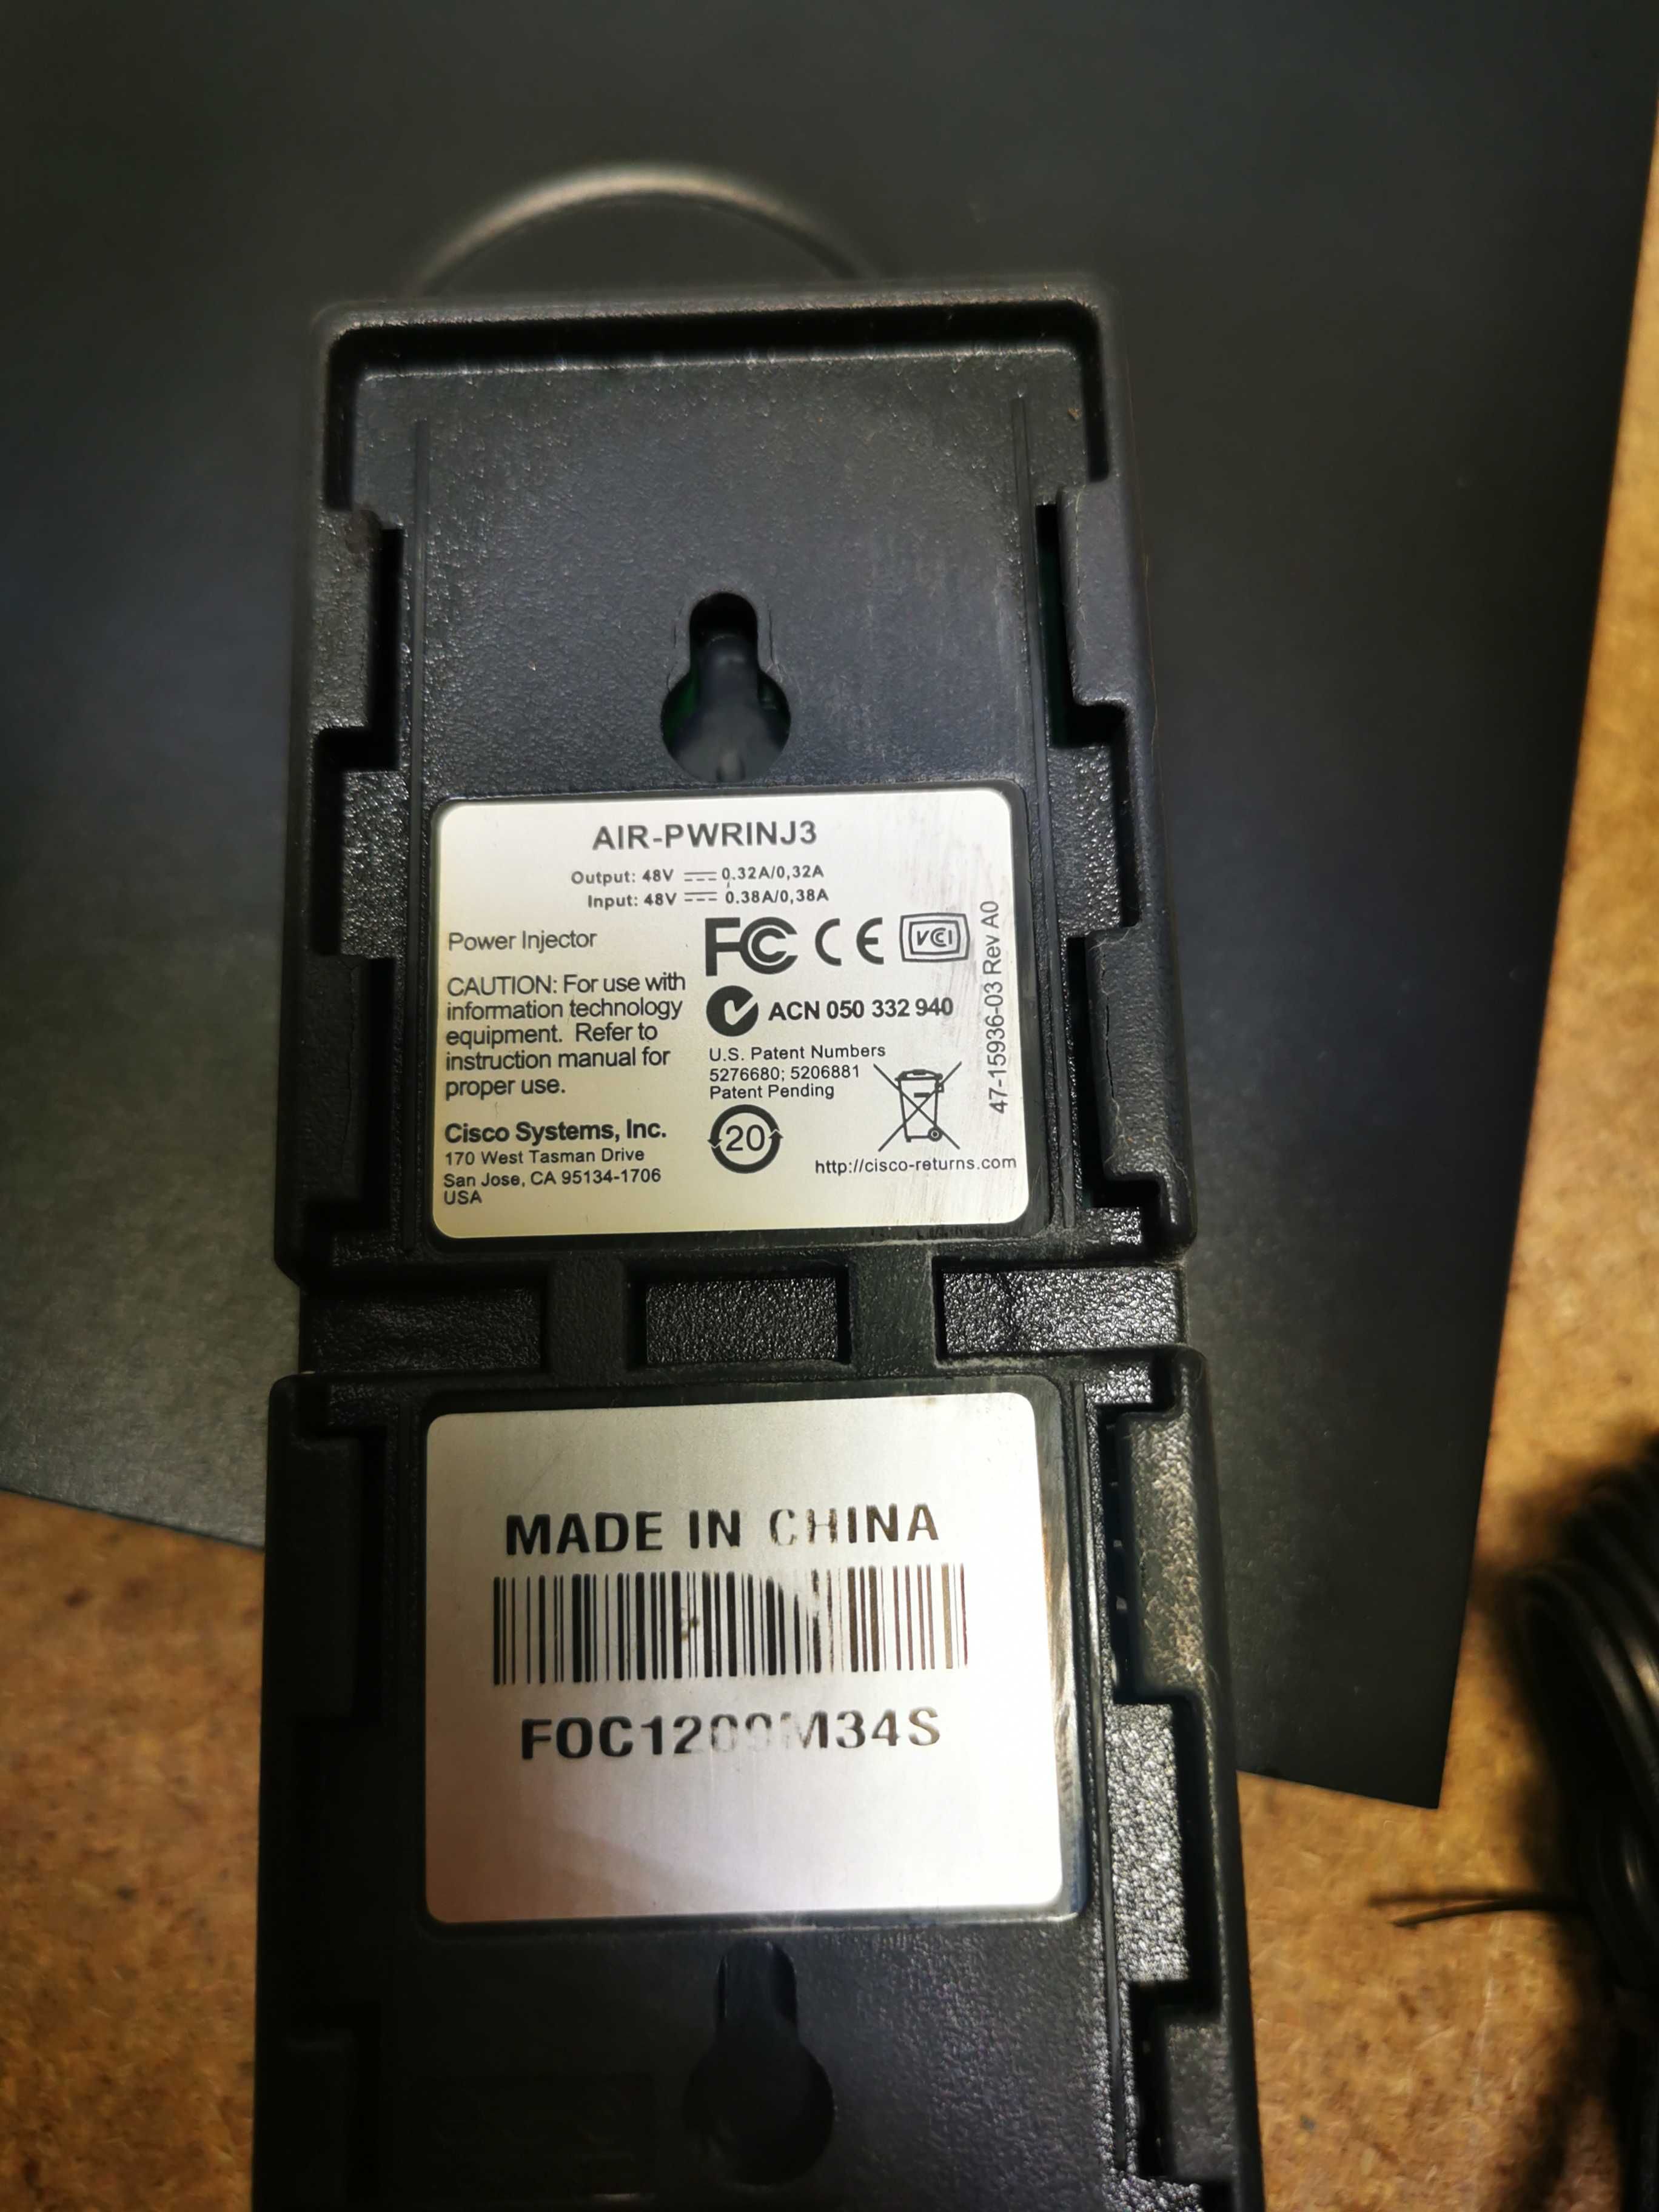 AIR-PWRINJ3
Output: 48V ⎓ 0.32A/0,32A
Input: 48V ⎓ 0.38A/0,38A
Power Injector
CAUTION: For use with
information technology
equipment. Refer to
instruction manual for
proper use.
Cisco Systems, Inc.
170 West Tasman Drive
San Jose, CA 95134-1706
USA
FC CE VCI
ACN 050 332 940
U.S. Patent Numbers
5276680; 5206881
Patent Pending
20
http://cisco-returns.com
47-15936-03 Rev A0
MADE IN CHINA